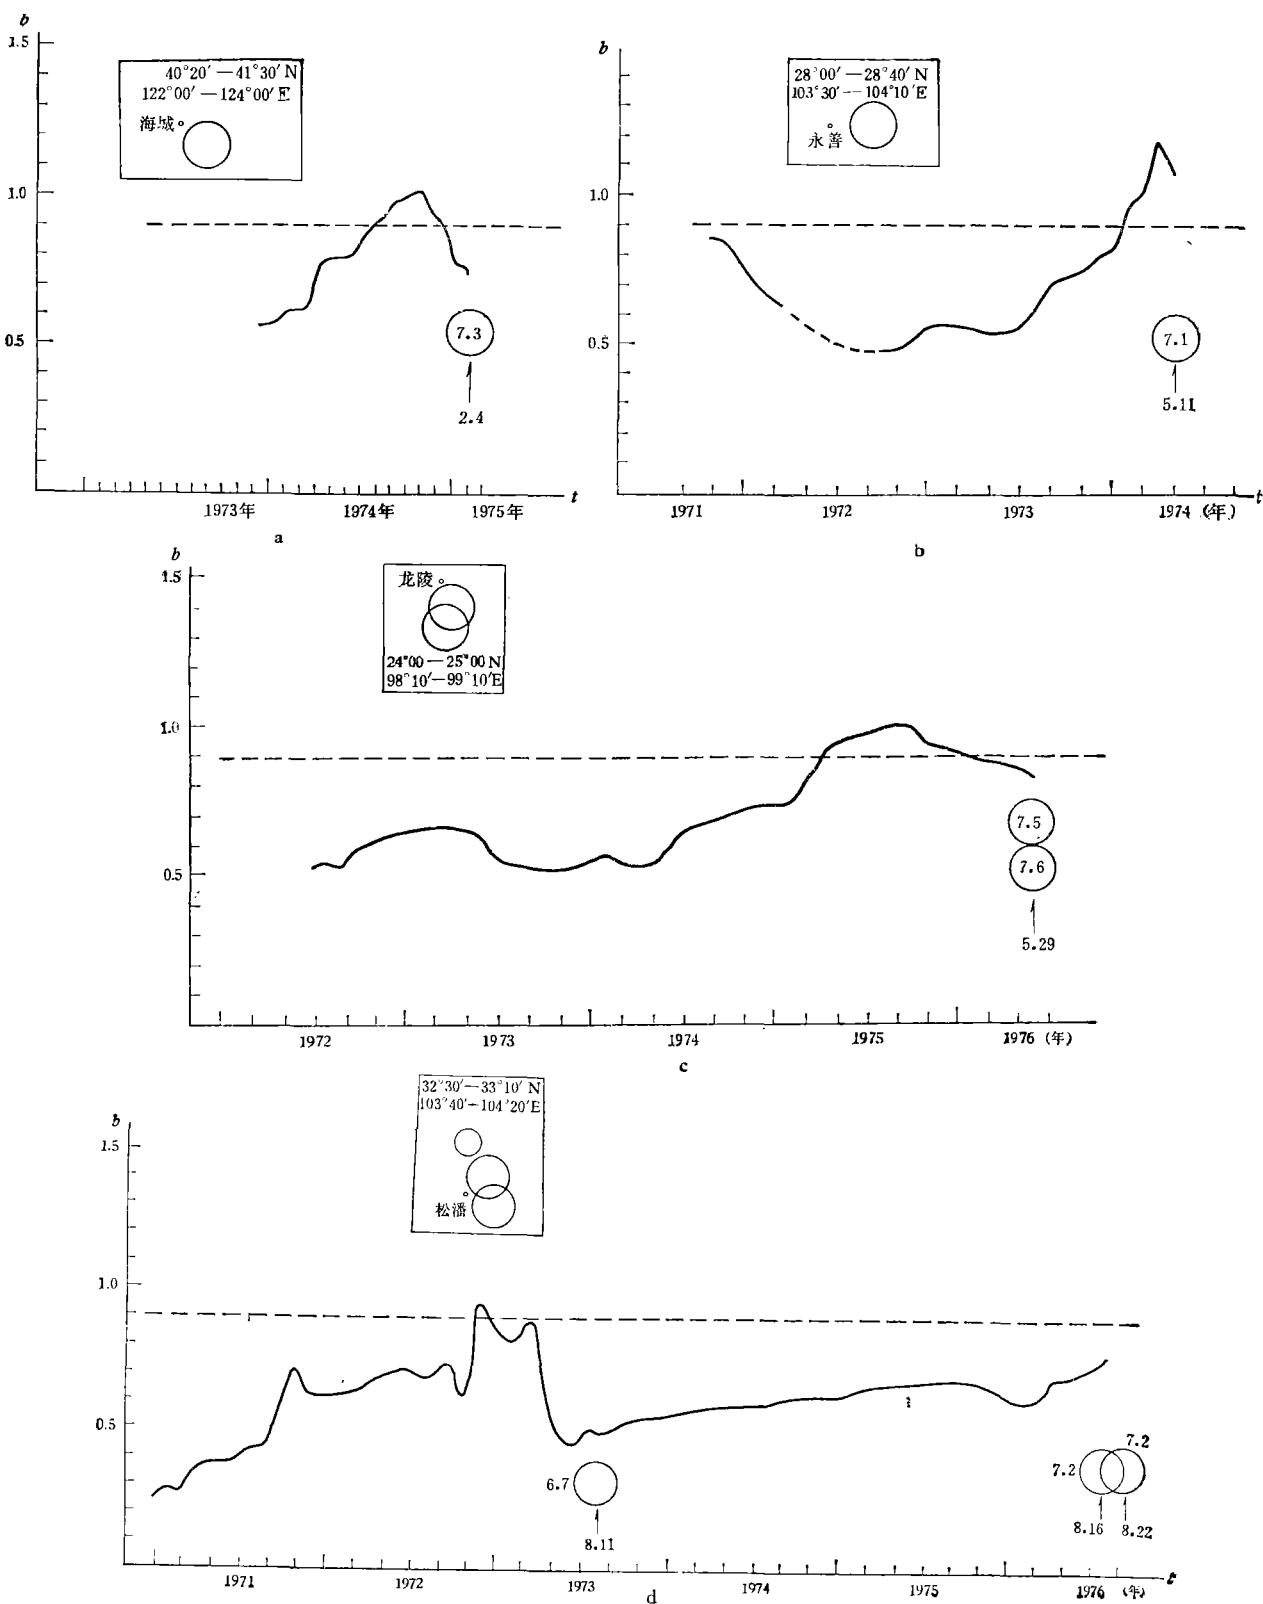 b
1.5
1.0
0.5
40°20′—41°30′N
122°00′—124°00′E
海城
7.3
2.4
1973年
1974年
1975年
t
a
b
1.0
0.5
28°00′—28°40′N
103°30′—104°10′E
永善
7.1
5.11
1971
1972
1973
1974 (年)
t
b
b
1.5
1.0
0.5
龙陵
24°00—25°00N
98°10′—99°10′E
7.5
7.6
5.29
1972
1973
1974
1975
1976 (年)
c
b
1.5
1.0
0.5
32°30′—33°10′N
103°40′—104°20′E
松潘
6.7
8.11
7.2
7.2
8.16
8.22
1971
1972
1973
1974
1975
1976 (年)
t
d